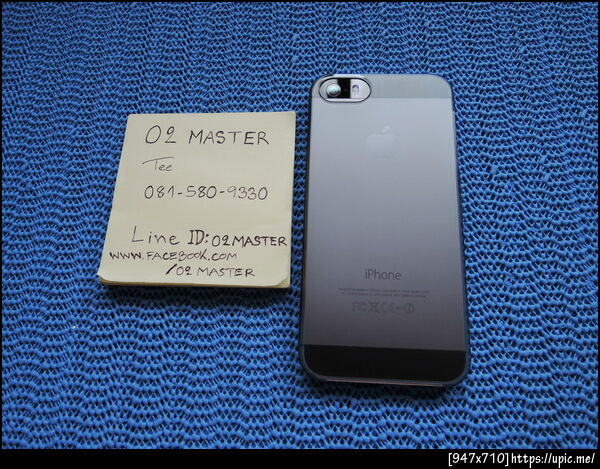 O2 MASTER
Tee
081-580-9330
Line ID: O2MASTER
WWW.FACEBOOK.COM
/O2 MASTER
iPhone
[947x710]https://upic.me/